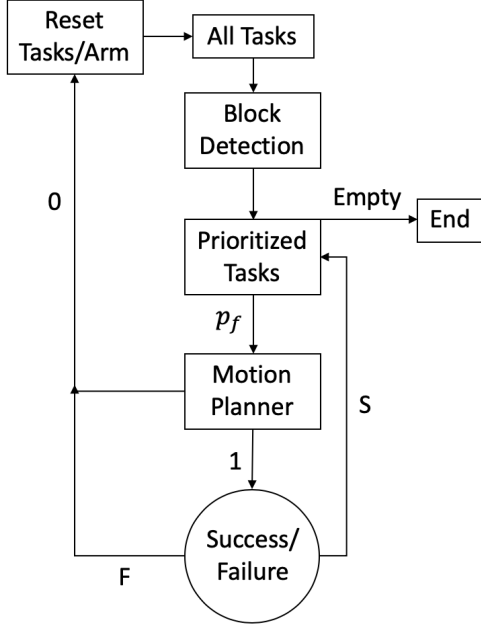 Reset
Tasks/Arm
All Tasks
Block
Detection
0
Empty
End
Prioritized
Tasks
p_f
Motion
Planner
S
1
Success/
Failure
F